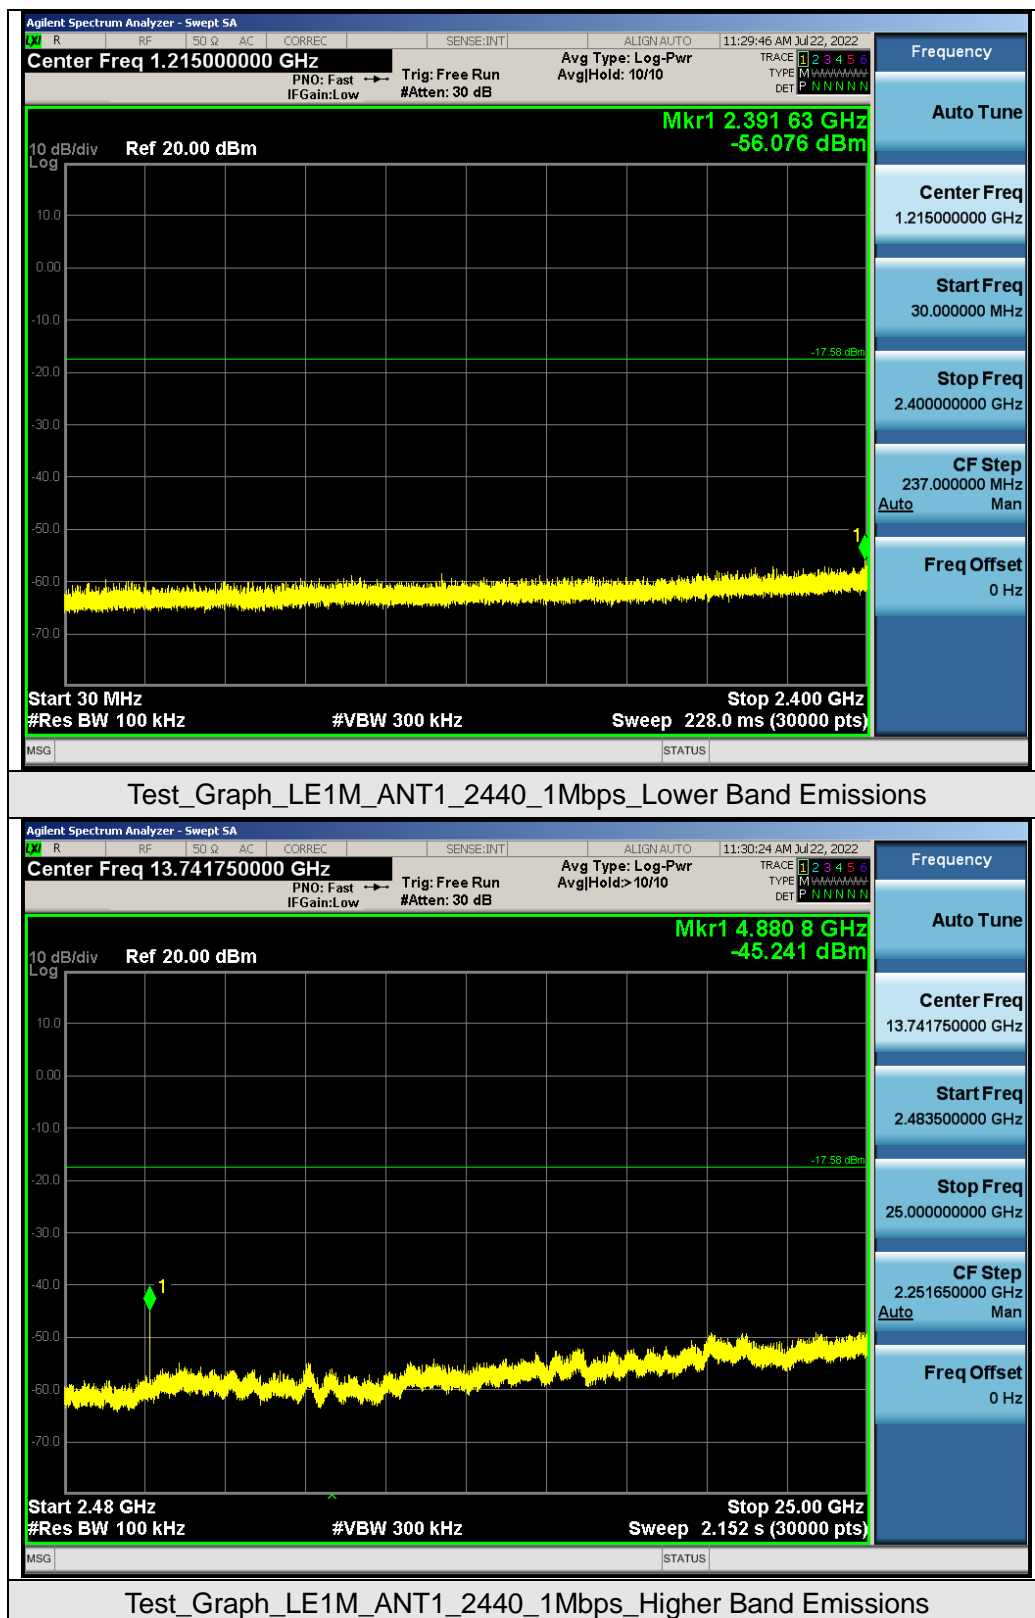 Agilent Spectrum Analyzer - Swept SA
LXI R RF 50 Ω AC CORREC SENSE:INT ALIGN AUTO 11:29:46 AM Jul 22, 2022
Center Freq 1.215000000 GHz
PNO: Fast
IFGain:Low
Trig: Free Run
#Atten: 30 dB
Avg Type: Log-Pwr
Avg|Hold: 10/10
TRACE 1 2 3 4 5 6
TYPE M
DET P N N N N N
Mkr1 2.391 63 GHz
-56.076 dBm
10 dB/div Ref 20.00 dBm
Log
10.0
0.00
-10.0
-17.58 dBm
-20.0
-30.0
-40.0
-50.0
1
-60.0
-70.0
Start 30 MHz Stop 2.400 GHz
#Res BW 100 kHz #VBW 300 kHz Sweep 228.0 ms (30000 pts)
MSG STATUS
Frequency
Auto Tune
Center Freq
1.215000000 GHz
Start Freq
30.000000 MHz
Stop Freq
2.400000000 GHz
CF Step
237.000000 MHz
Auto Man
Freq Offset
0 Hz
Test_Graph_LE1M_ANT1_2440_1Mbps_Lower Band Emissions
Agilent Spectrum Analyzer - Swept SA
LXI R RF 50 Ω AC CORREC SENSE:INT ALIGN AUTO 11:30:24 AM Jul 22, 2022
Center Freq 13.741750000 GHz
PNO: Fast
IFGain:Low
Trig: Free Run
#Atten: 30 dB
Avg Type: Log-Pwr
Avg|Hold:>10/10
TRACE 1 2 3 4 5 6
TYPE M
DET P N N N N N
Mkr1 4.880 8 GHz
-45.241 dBm
10 dB/div Ref 20.00 dBm
Log
10.0
0.00
-10.0
-17.58 dBm
-20.0
-30.0
-40.0
1
-50.0
-60.0
-70.0
Start 2.48 GHz Stop 25.00 GHz
#Res BW 100 kHz #VBW 300 kHz Sweep 2.152 s (30000 pts)
MSG STATUS
Frequency
Auto Tune
Center Freq
13.741750000 GHz
Start Freq
2.483500000 GHz
Stop Freq
25.000000000 GHz
CF Step
2.251650000 GHz
Auto Man
Freq Offset
0 Hz
Test_Graph_LE1M_ANT1_2440_1Mbps_Higher Band Emissions